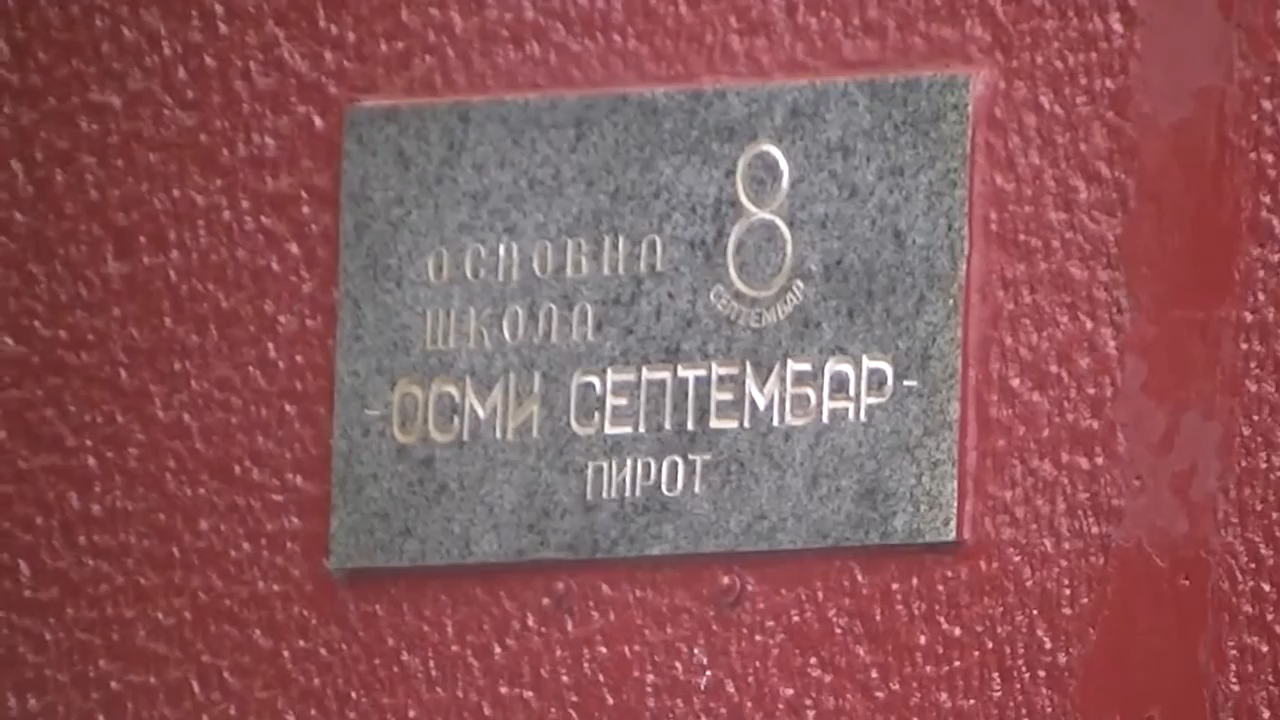 ОСНОВНА
ШКОЛА
8
СЕПТЕМБАР
-ОСМИ СЕПТЕМБАР-
ПИРОТ